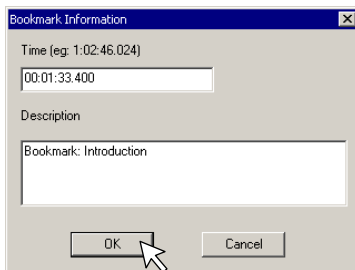 Bookmark Information
Time (eg: 1:02:46.024)
00:01:33.400
Description
Bookmark: Introduction
OK
Cancel